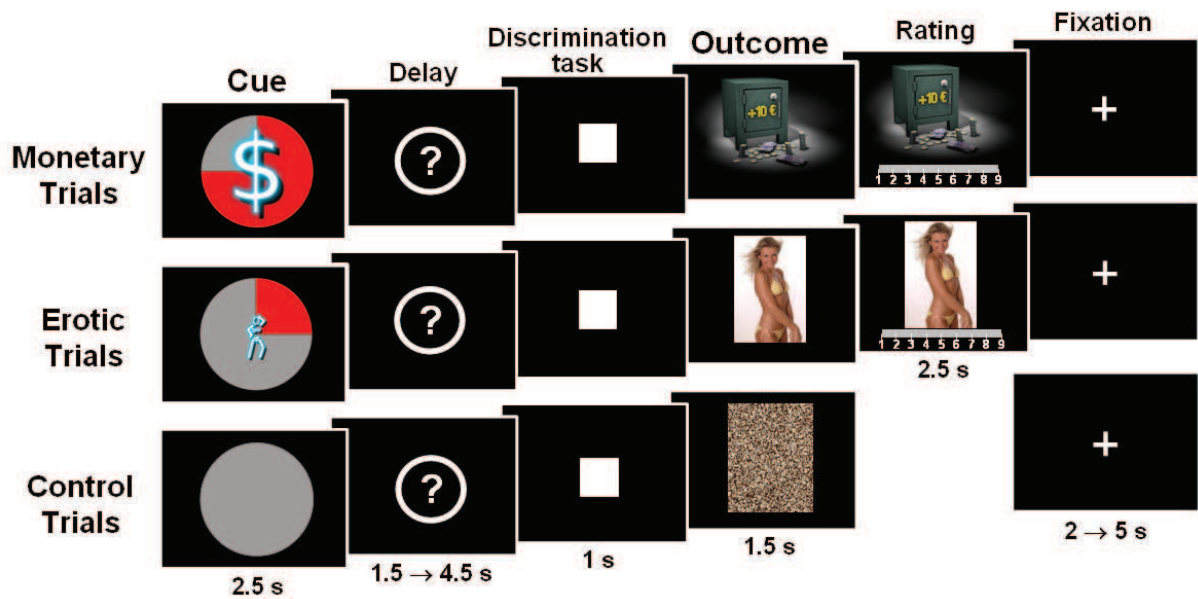 Cue
Delay
Discrimination
task
Outcome
Rating
Fixation
Monetary
Trials
$
?
+10 €
+10 €
1 2 3 4 5 6 7 8 9
+
Erotic
Trials
?
1 2 3 4 5 6 7 8 9
+
2.5 s
Control
Trials
?
+
2.5 s
1.5 → 4.5 s
1 s
1.5 s
2 → 5 s